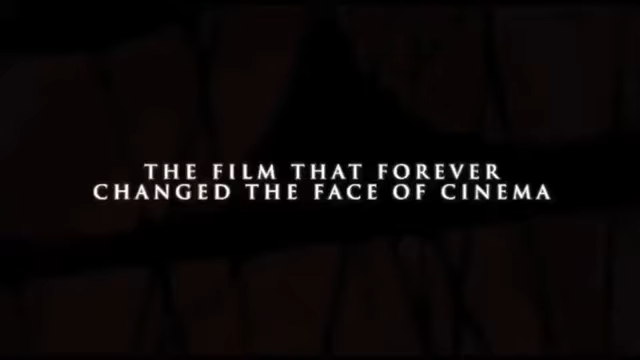 THE FILM THAT FOREVER
CHANGED THE FACE OF CINEMA